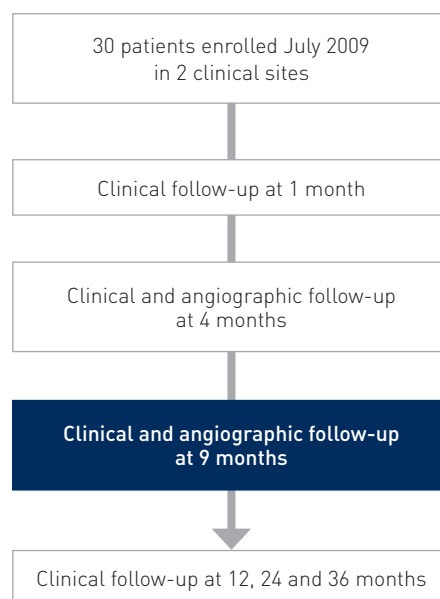 30 patients enrolled July 2009
in 2 clinical sites
Clinical follow-up at 1 month
Clinical and angiographic follow-up
at 4 months
Clinical and angiographic follow-up
at 9 months
Clinical follow-up at 12, 24 and 36 months